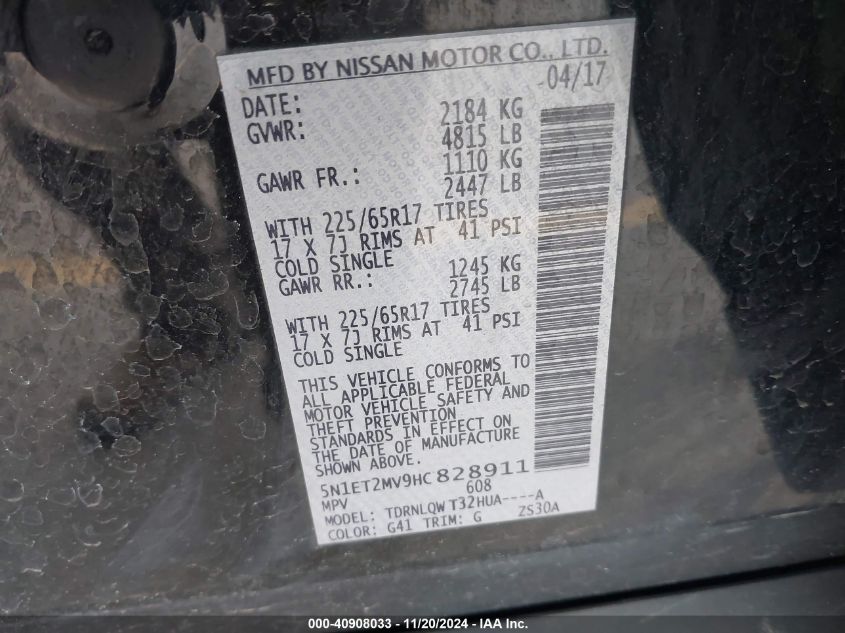 MFD BY NISSAN MOTOR CO., LTD.
DATE: 04/17
GVWR: 2184 KG
4815 LB
GAWR FR.: 1110 KG
2447 LB
WITH 225/65R17 TIRES
17 X 7J RIMS AT 41 PSI
COLD SINGLE
GAWR RR.: 1245 KG
2745 LB
WITH 225/65R17 TIRES
17 X 7J RIMS AT 41 PSI
COLD SINGLE
THIS VEHICLE CONFORMS TO
ALL APPLICABLE FEDERAL
MOTOR VEHICLE SAFETY AND
THEFT PREVENTION
STANDARDS IN EFFECT ON
THE DATE OF MANUFACTURE
SHOWN ABOVE.
5N1ET2MV9HC828911
MPV 608
MODEL: TDRNLQWT32HUA----A
COLOR: G41 TRIM: G ZS30A
000-40908033 - 11/20/2024 - IAA Inc.